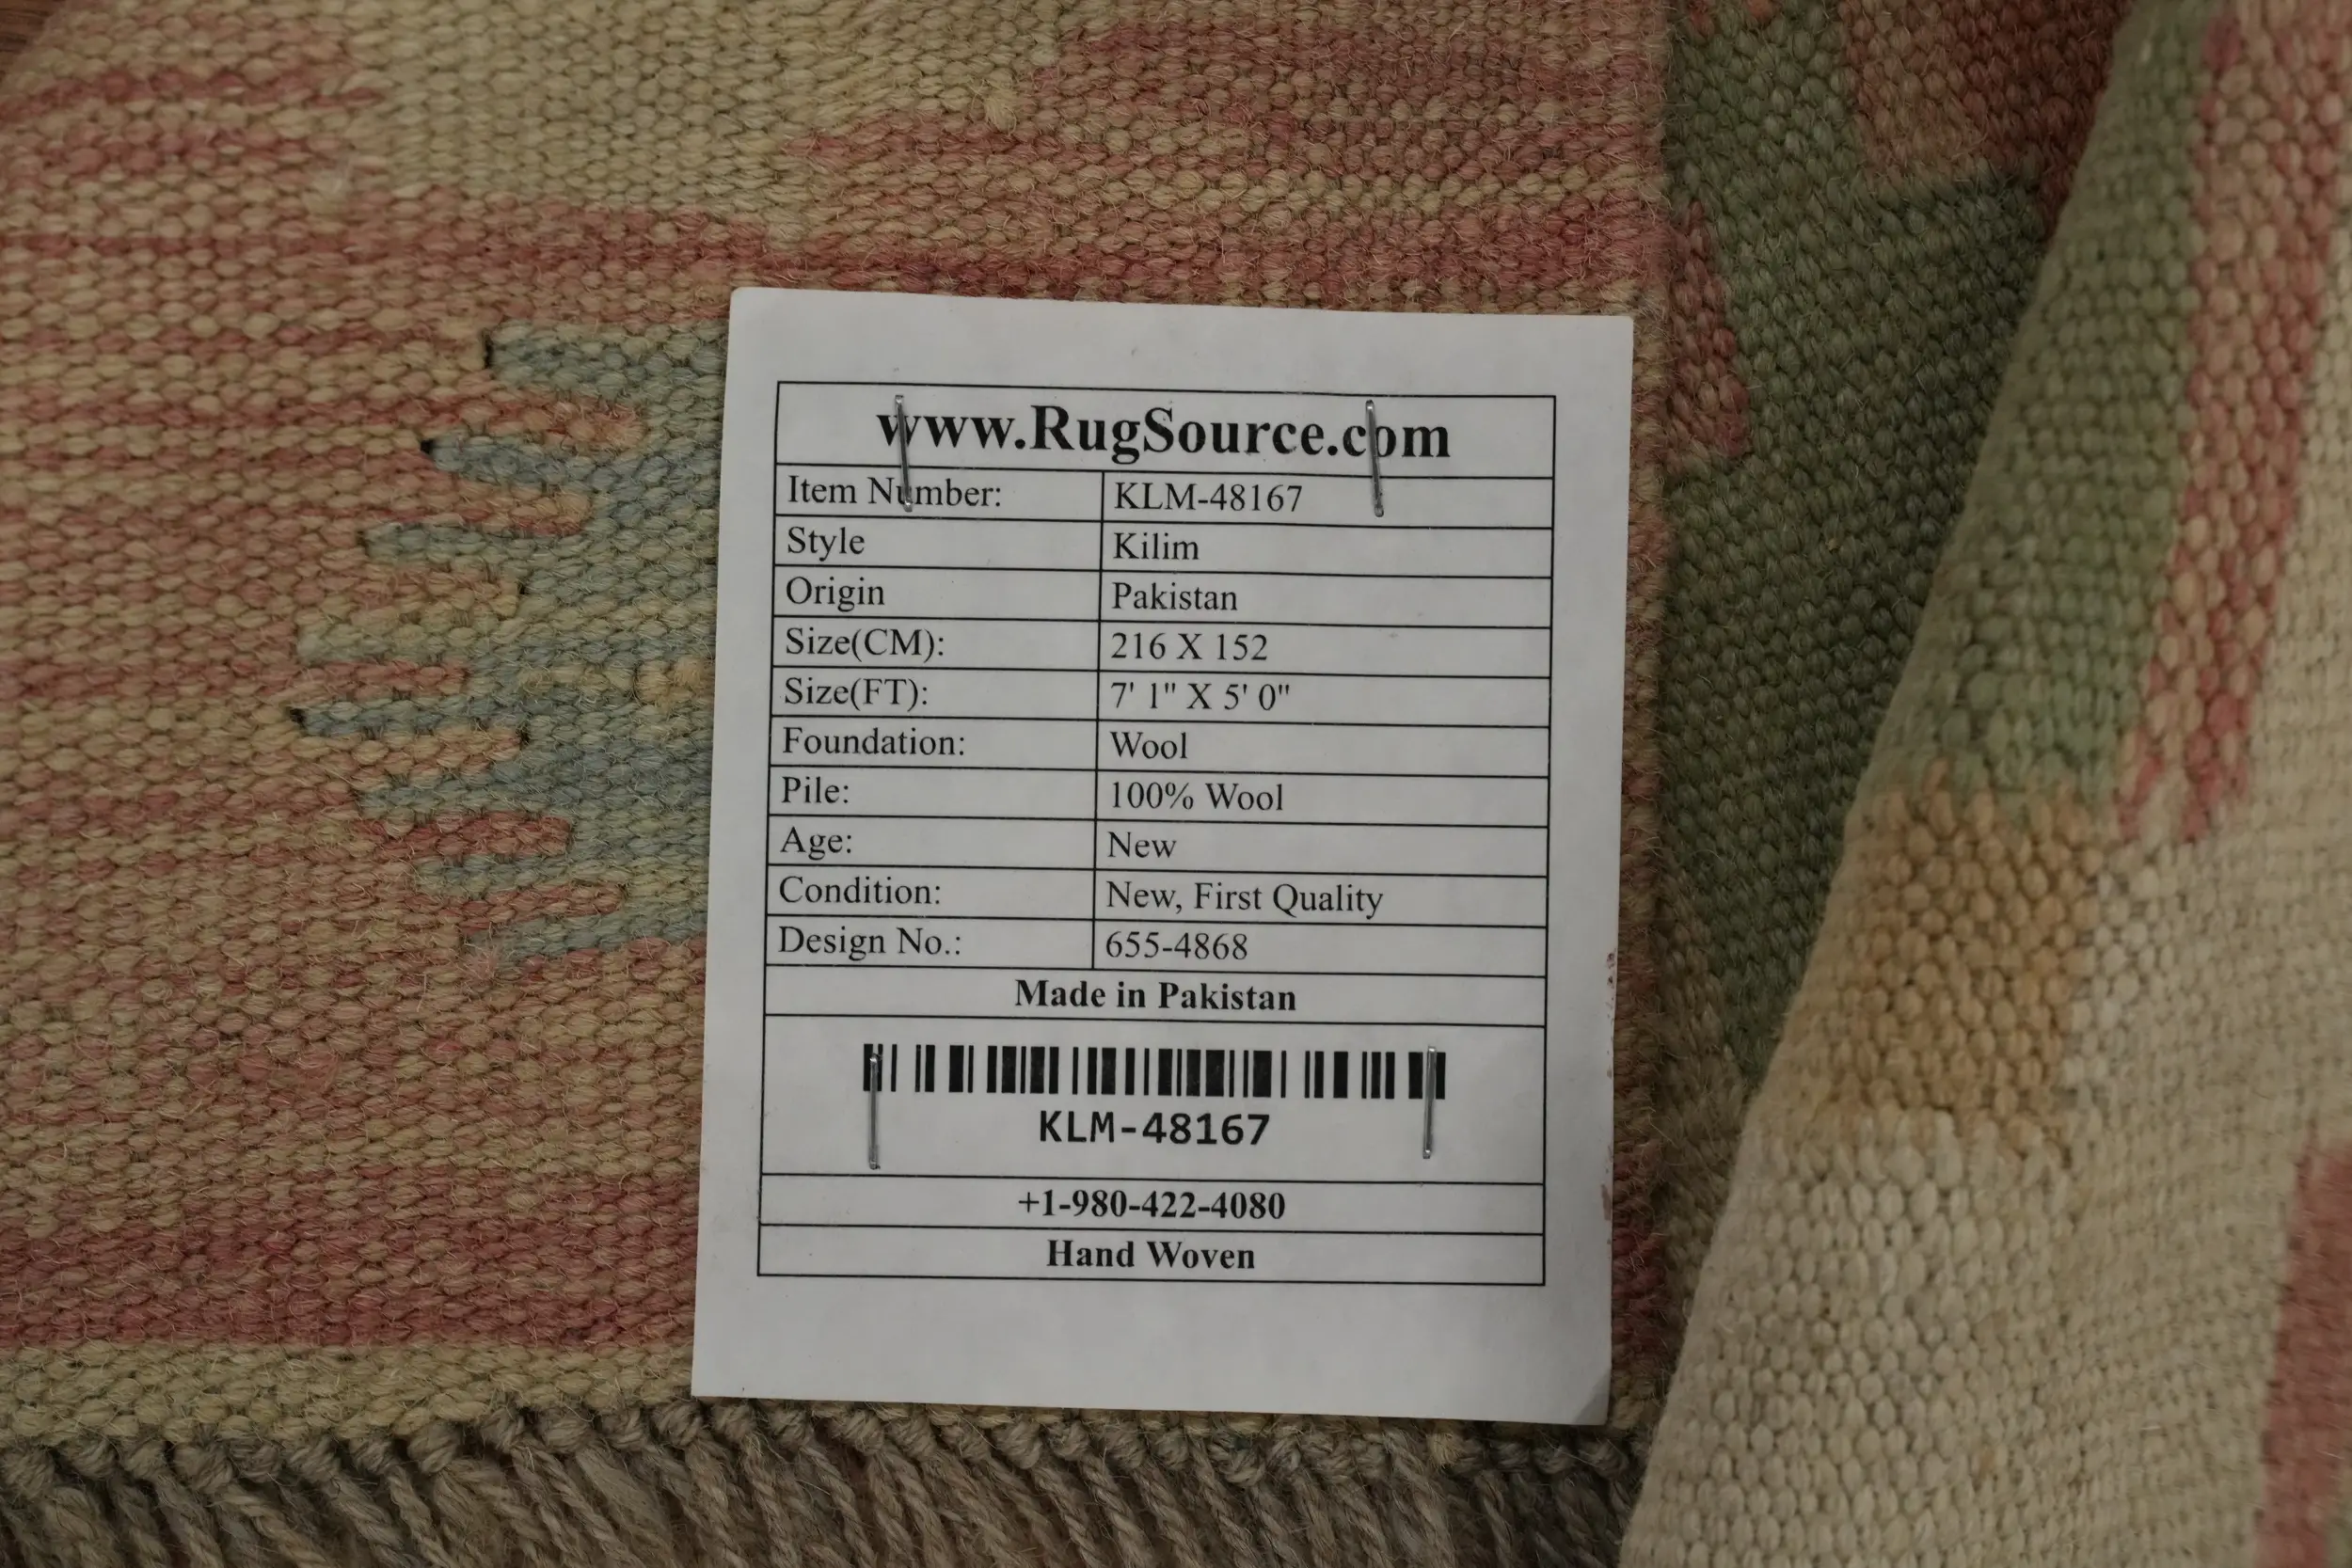 www.RugSource.com
Item Number: KLM-48167
Style Kilim
Origin Pakistan
Size(CM): 216 X 152
Size(FT): 7' 1" X 5' 0"
Foundation: Wool
Pile: 100% Wool
Age: New
Condition: New, First Quality
Design No.: 655-4868
Made in Pakistan
KLM-48167
+1-980-422-4080
Hand Woven